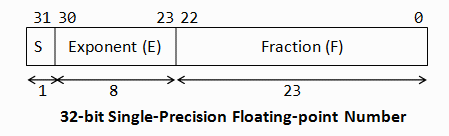 31 30 23 22 0
S Exponent (E) Fraction (F)
1 8 23
32-bit Single-Precision Floating-point Number